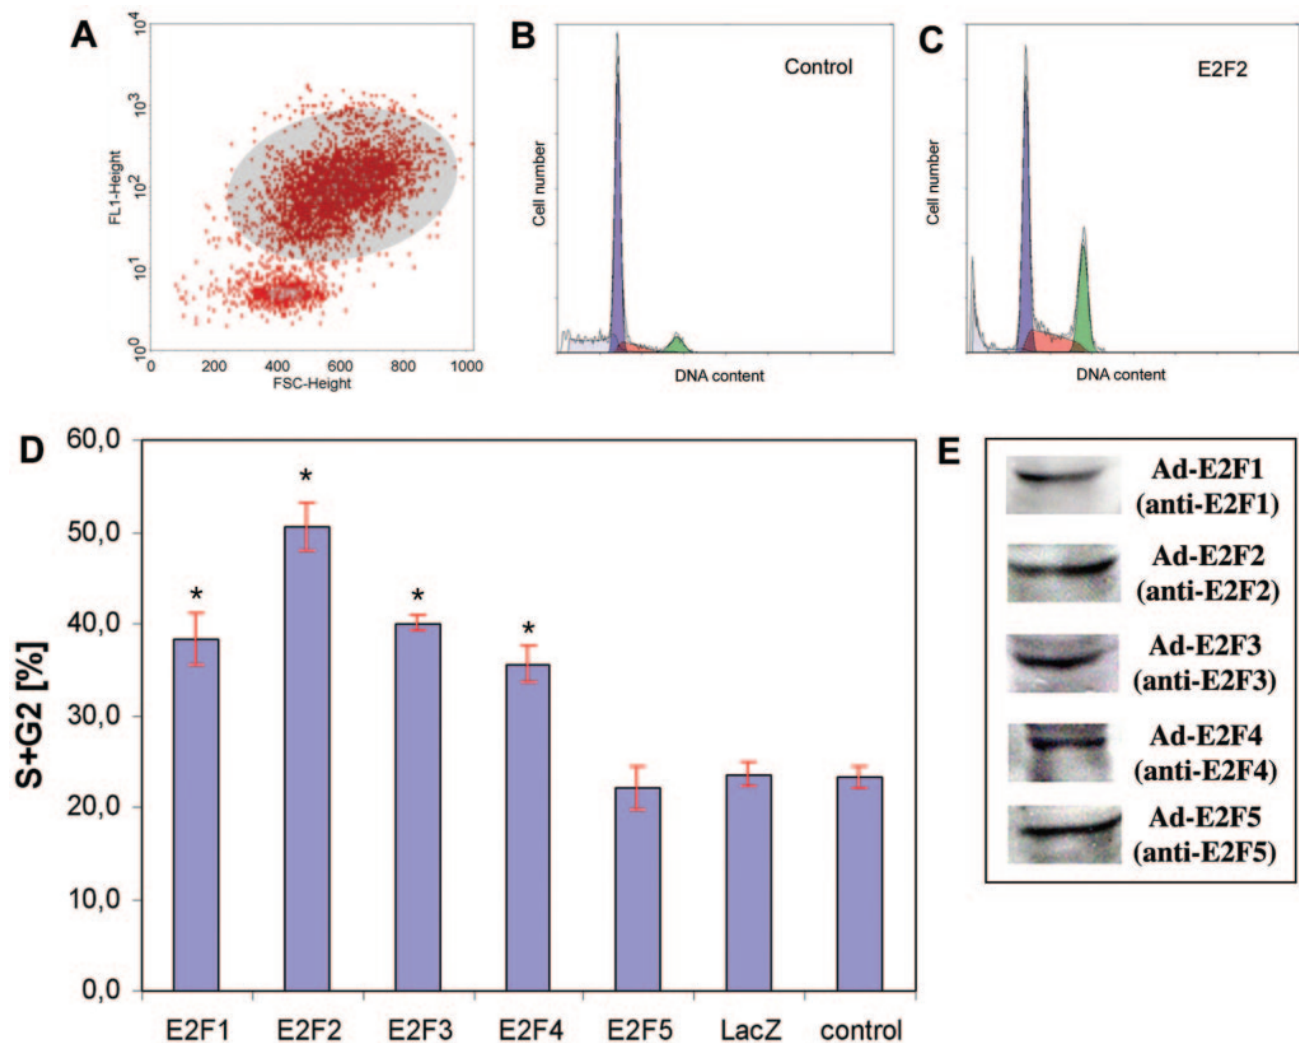 A
10^4
10^3
10^2
10^1
10^0
FL1-Height
0 200 400 600 800 1000
FSC-Height
B
Control
Cell number
DNA content
C
E2F2
Cell number
DNA content
D
60,0
50,0
40,0
30,0
20,0
10,0
0,0
S+G2 [%]
* * * *
E2F1 E2F2 E2F3 E2F4 E2F5 LacZ control
E
Ad-E2F1
(anti-E2F1)
Ad-E2F2
(anti-E2F2)
Ad-E2F3
(anti-E2F3)
Ad-E2F4
(anti-E2F4)
Ad-E2F5
(anti-E2F5)